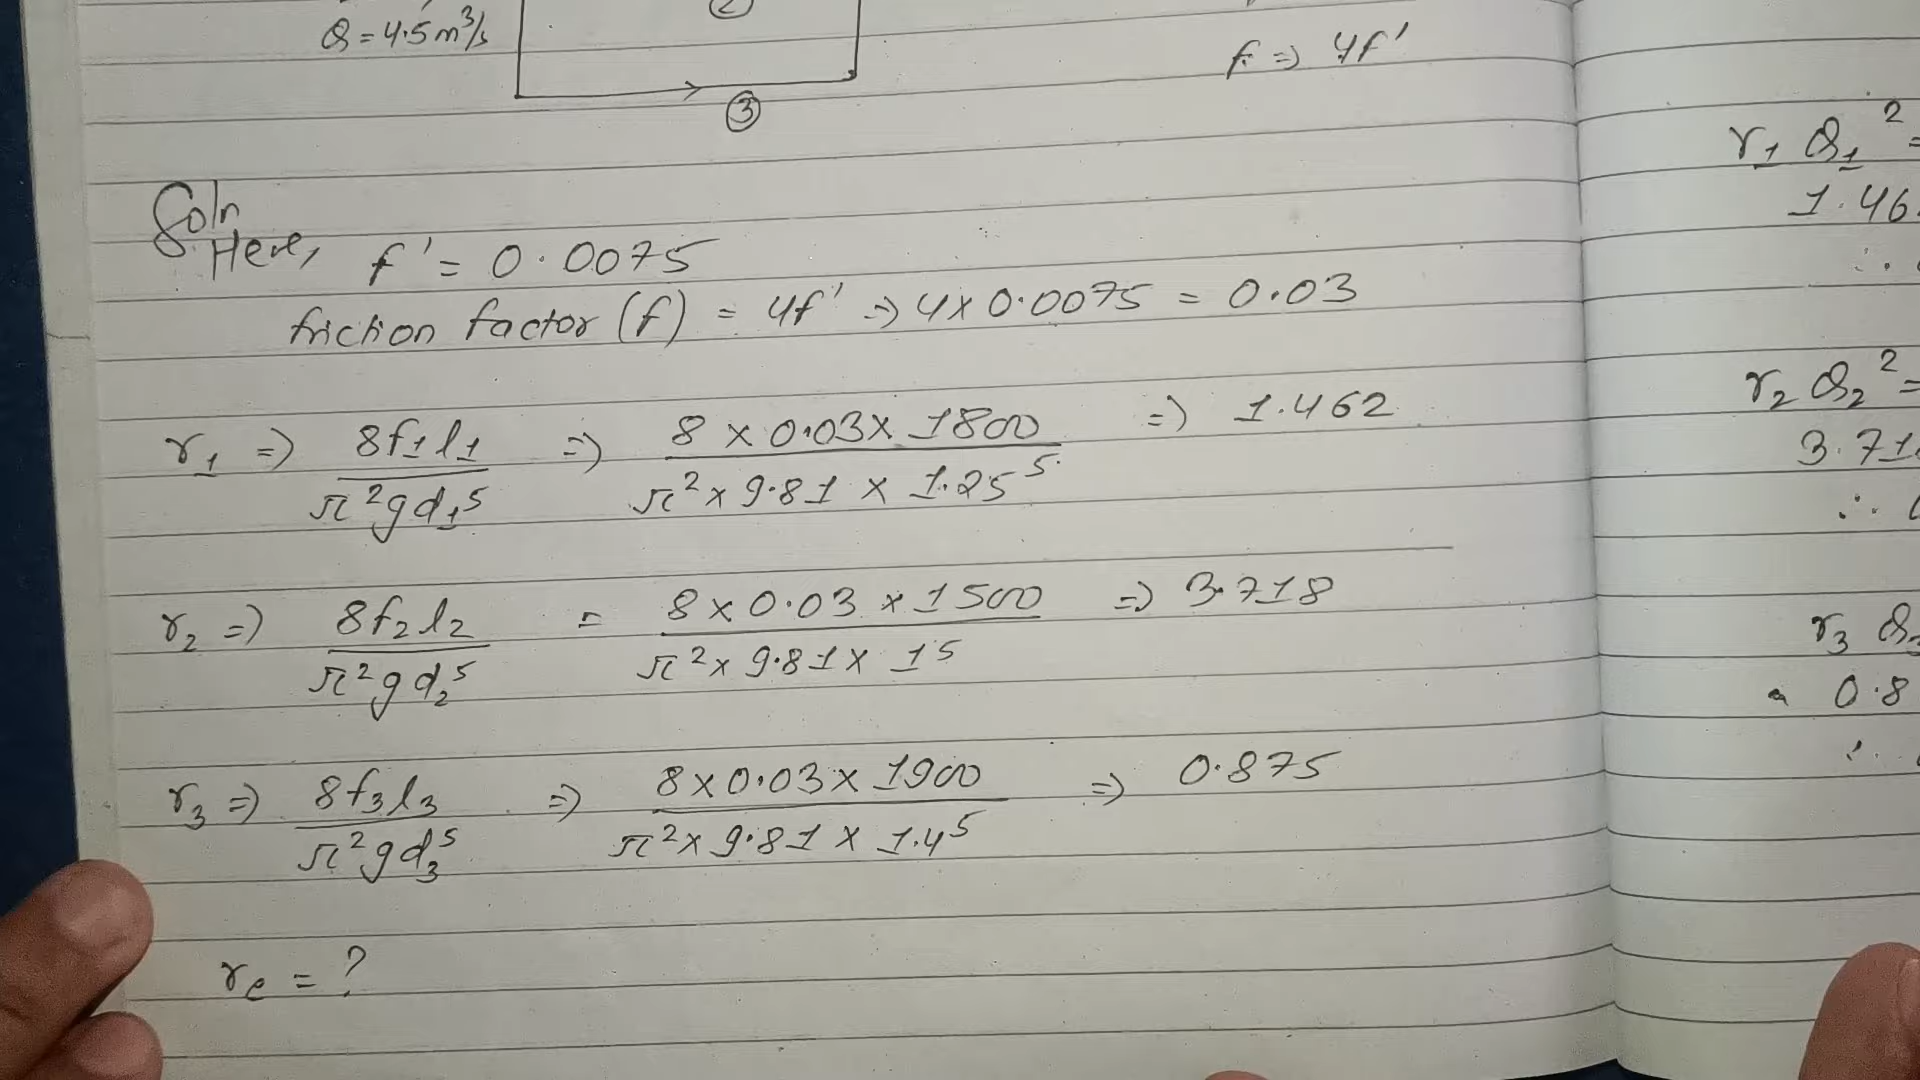 Q = 4.5 m³/s
②
f => 4f'
③
Soln
Here, f' = 0.0075
friction factor (f) = 4f' => 4 x 0.0075 = 0.03
r₁ => 8f₁l₁ / π²gd₁⁵ => 8 x 0.03 x 1800 / π² x 9.81 x 1.25⁵ => 1.462
r₂ => 8f₂l₂ / π²gd₂⁵ = 8 x 0.03 x 1500 / π² x 9.81 x 1⁵ => 3.718
r₃ => 8f₃l₃ / π²gd₃⁵ => 8 x 0.03 x 1900 / π² x 9.81 x 1.4⁵ => 0.875
re = ?
r₁ Q₁² =
1.46
∴
r₂ Q₂² =
3.71
∴
r₃ Q₃
0.8
∴